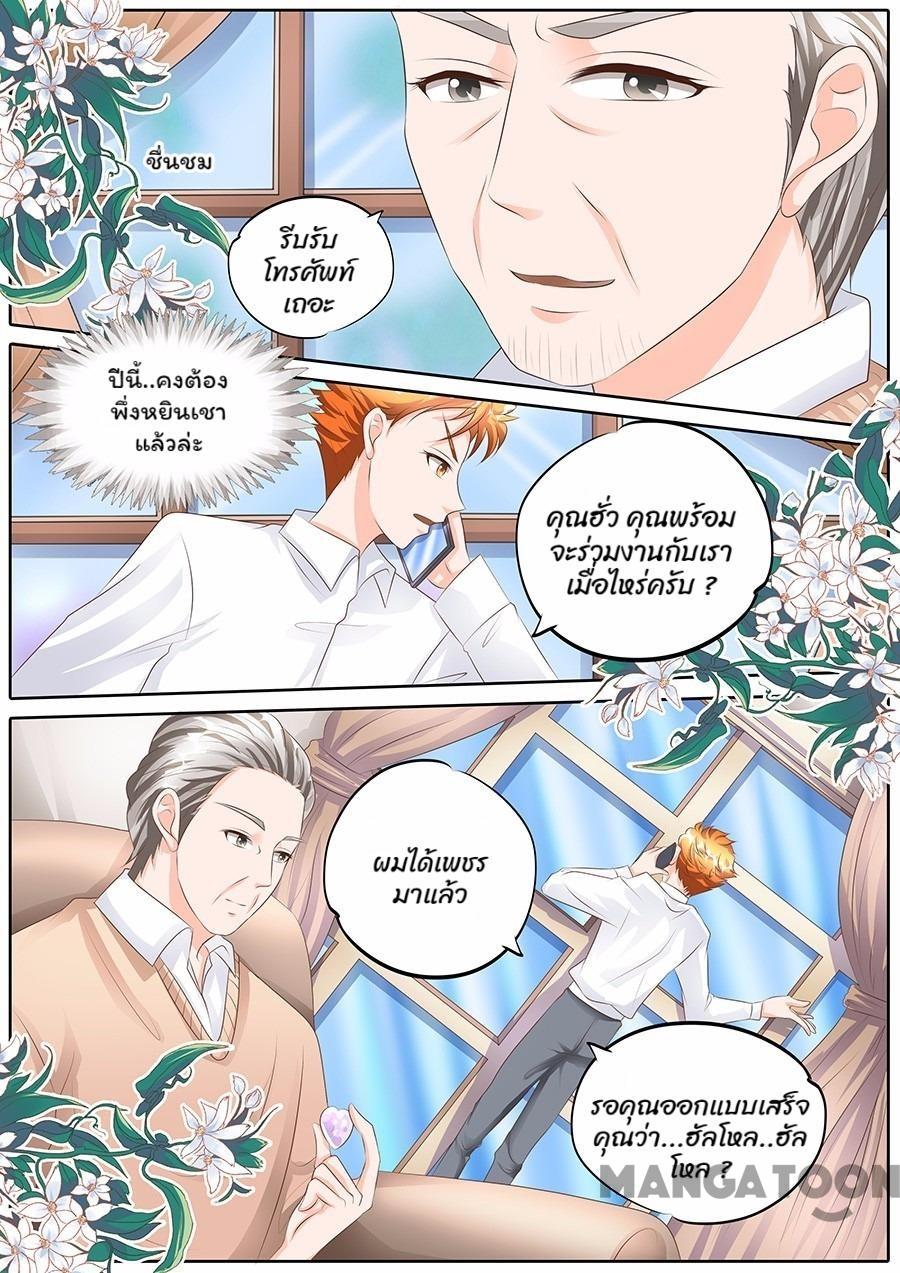 ชื่นชม
รีบรับ
โทรศัพท์
เถอะ
ปีนี้..คงต้อง
พึ่งหยินเชา
แล้วล่ะ
คุณฮั่ว คุณพร้อม
จะร่วมงานกับเรา
เมื่อไหร่ครับ ?
ผมได้เพชร
มาแล้ว
รอคุณออกแบบเสร็จ
คุณว่า...ฮัลโหล..ฮัล
โหล ?
MANGATOON